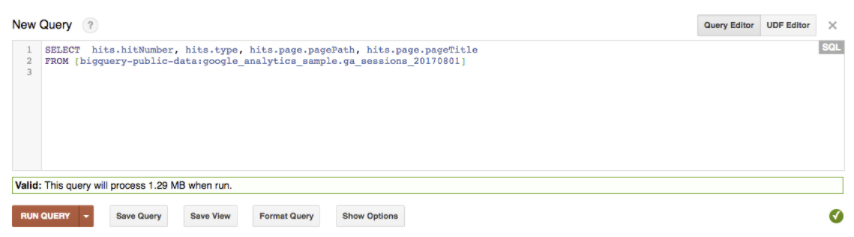 New Query ? Query Editor UDF Editor ×
SQL
1 SELECT hits.hitNumber, hits.type, hits.page.pagePath, hits.page.pageTitle
2 FROM [bigquery-public-data:google_analytics_sample.ga_sessions_20170801]
3
Valid: This query will process 1.29 MB when run.
RUN QUERY Save Query Save View Format Query Show Options